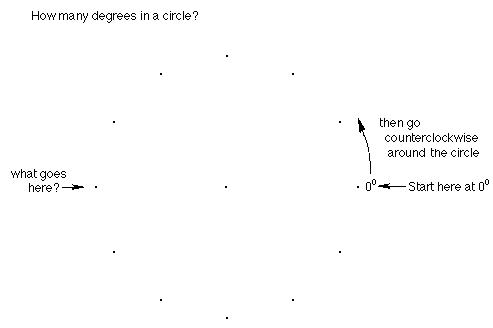 How many degrees in a circle?
then go
counterclockwise
around the circle
what goes
here?
0⁰
Start here at 0⁰